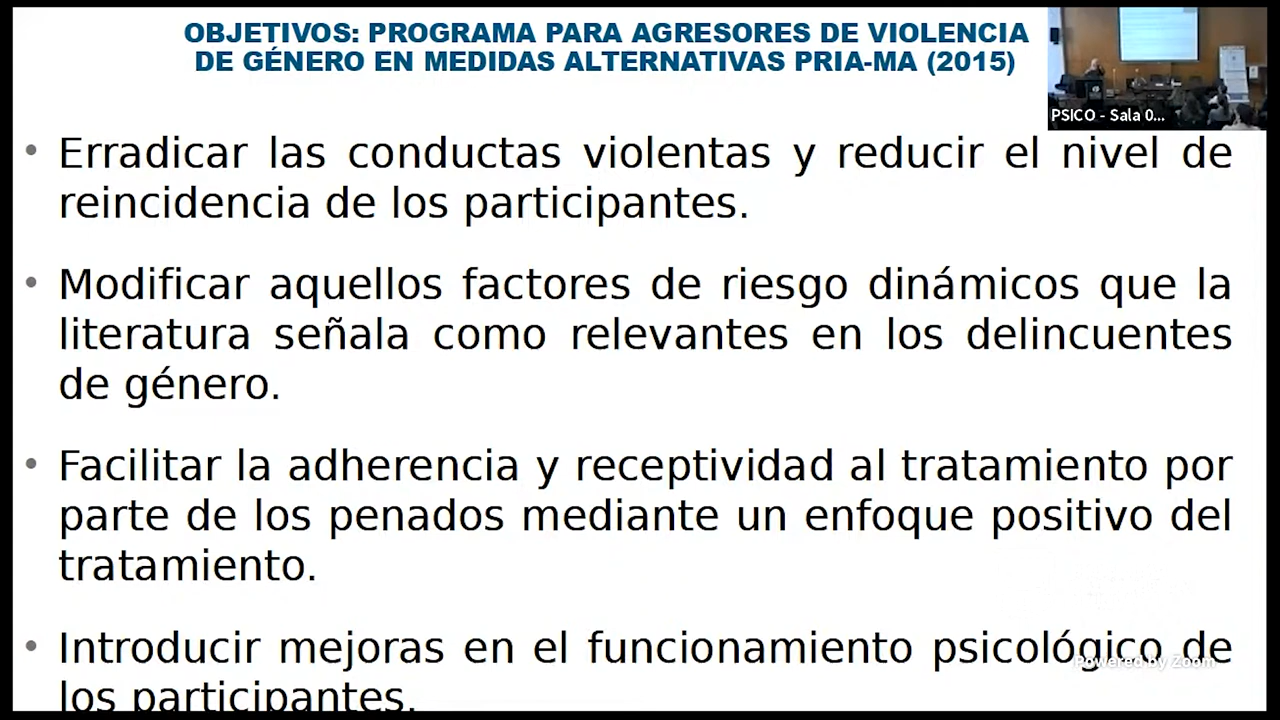 OBJETIVOS: PROGRAMA PARA AGRESORES DE VIOLENCIA
DE GÉNERO EN MEDIDAS ALTERNATIVAS PRIA-MA (2015)
PSICO - Sala 0...
• Erradicar las conductas violentas y reducir el nivel de
reincidencia de los participantes.
• Modificar aquellos factores de riesgo dinámicos que la
literatura señala como relevantes en los delincuentes
de género.
• Facilitar la adherencia y receptividad al tratamiento por
parte de los penados mediante un enfoque positivo del
tratamiento.
• Introducir mejoras en el funcionamiento psicológico de
los participantes.
Powered by Zoom